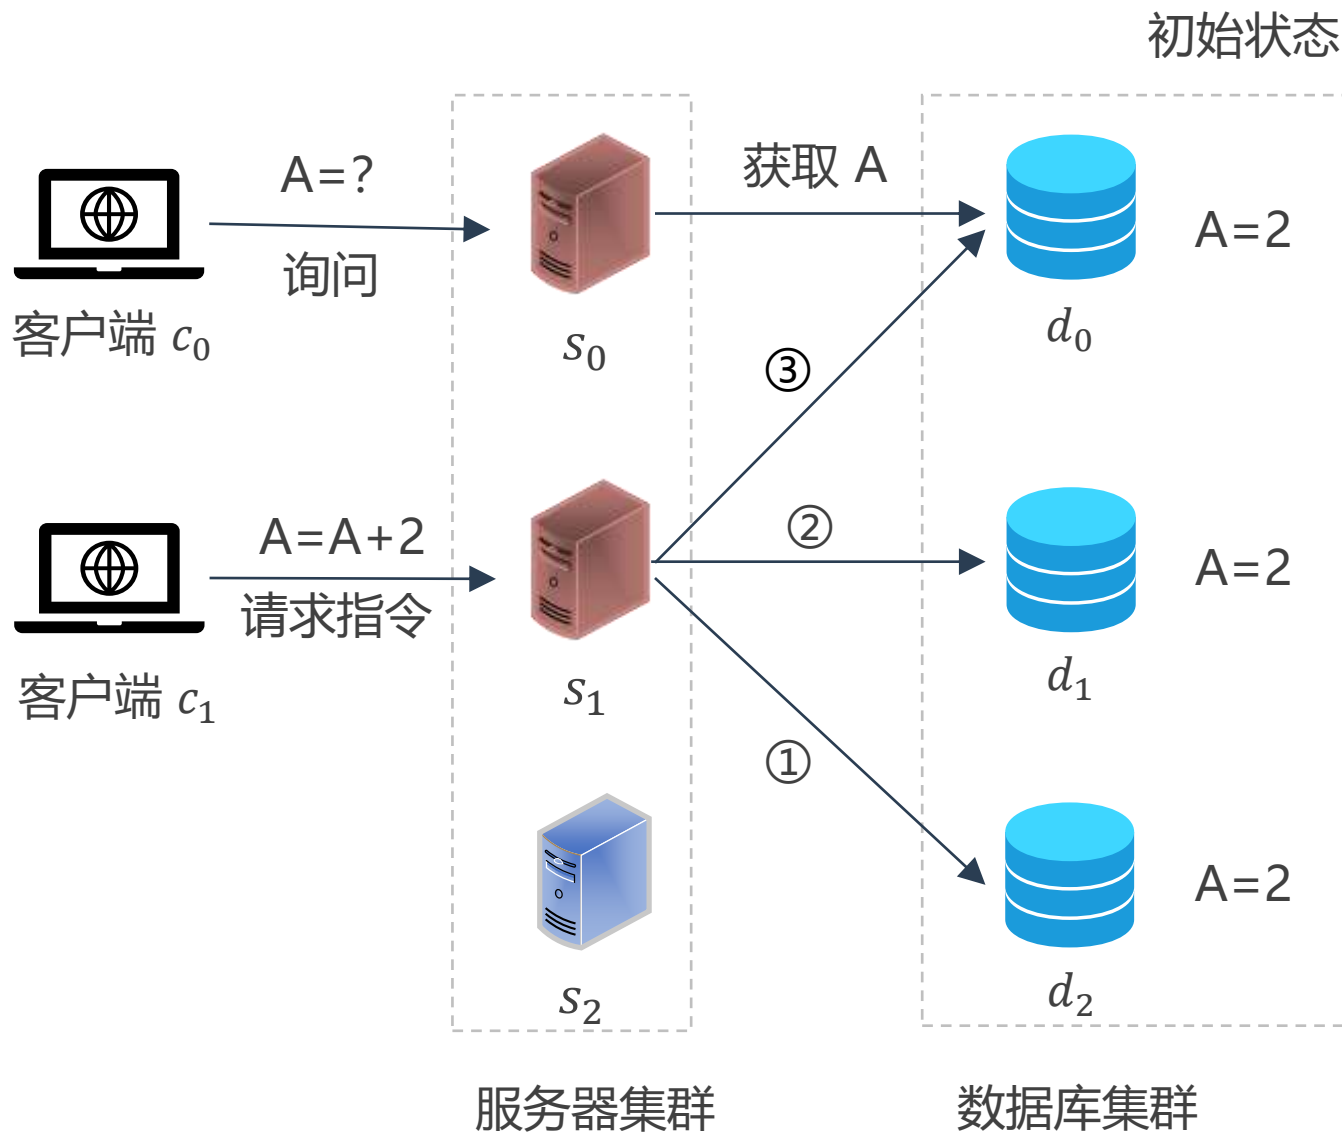 初始状态
A=?
询问
客户端 c₀
s₀
获取 A
A=2
d₀
③
A=A+2
请求指令
客户端 c₁
s₁
②
A=2
d₁
①
s₂
A=2
d₂
服务器集群
数据库集群